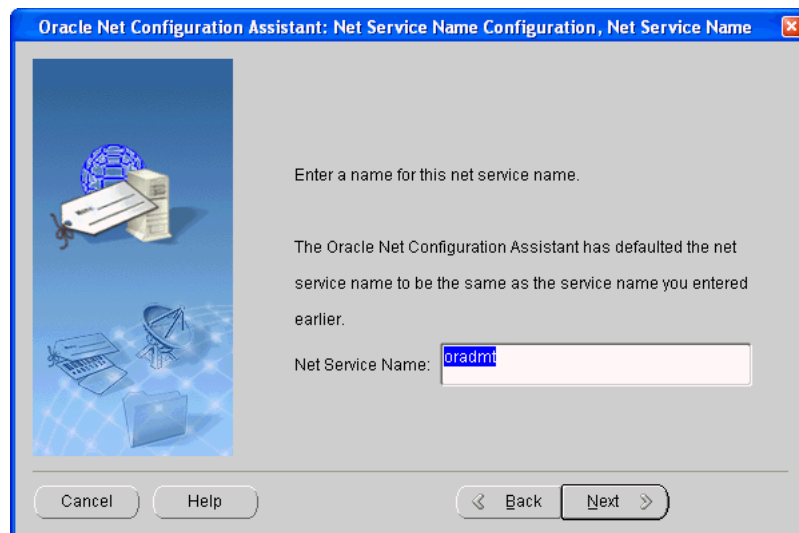 Oracle Net Configuration Assistant: Net Service Name Configuration, Net Service Name
Enter a name for this net service name.
The Oracle Net Configuration Assistant has defaulted the net
service name to be the same as the service name you entered
earlier.
Net Service Name: oradmt
Cancel Help Back Next